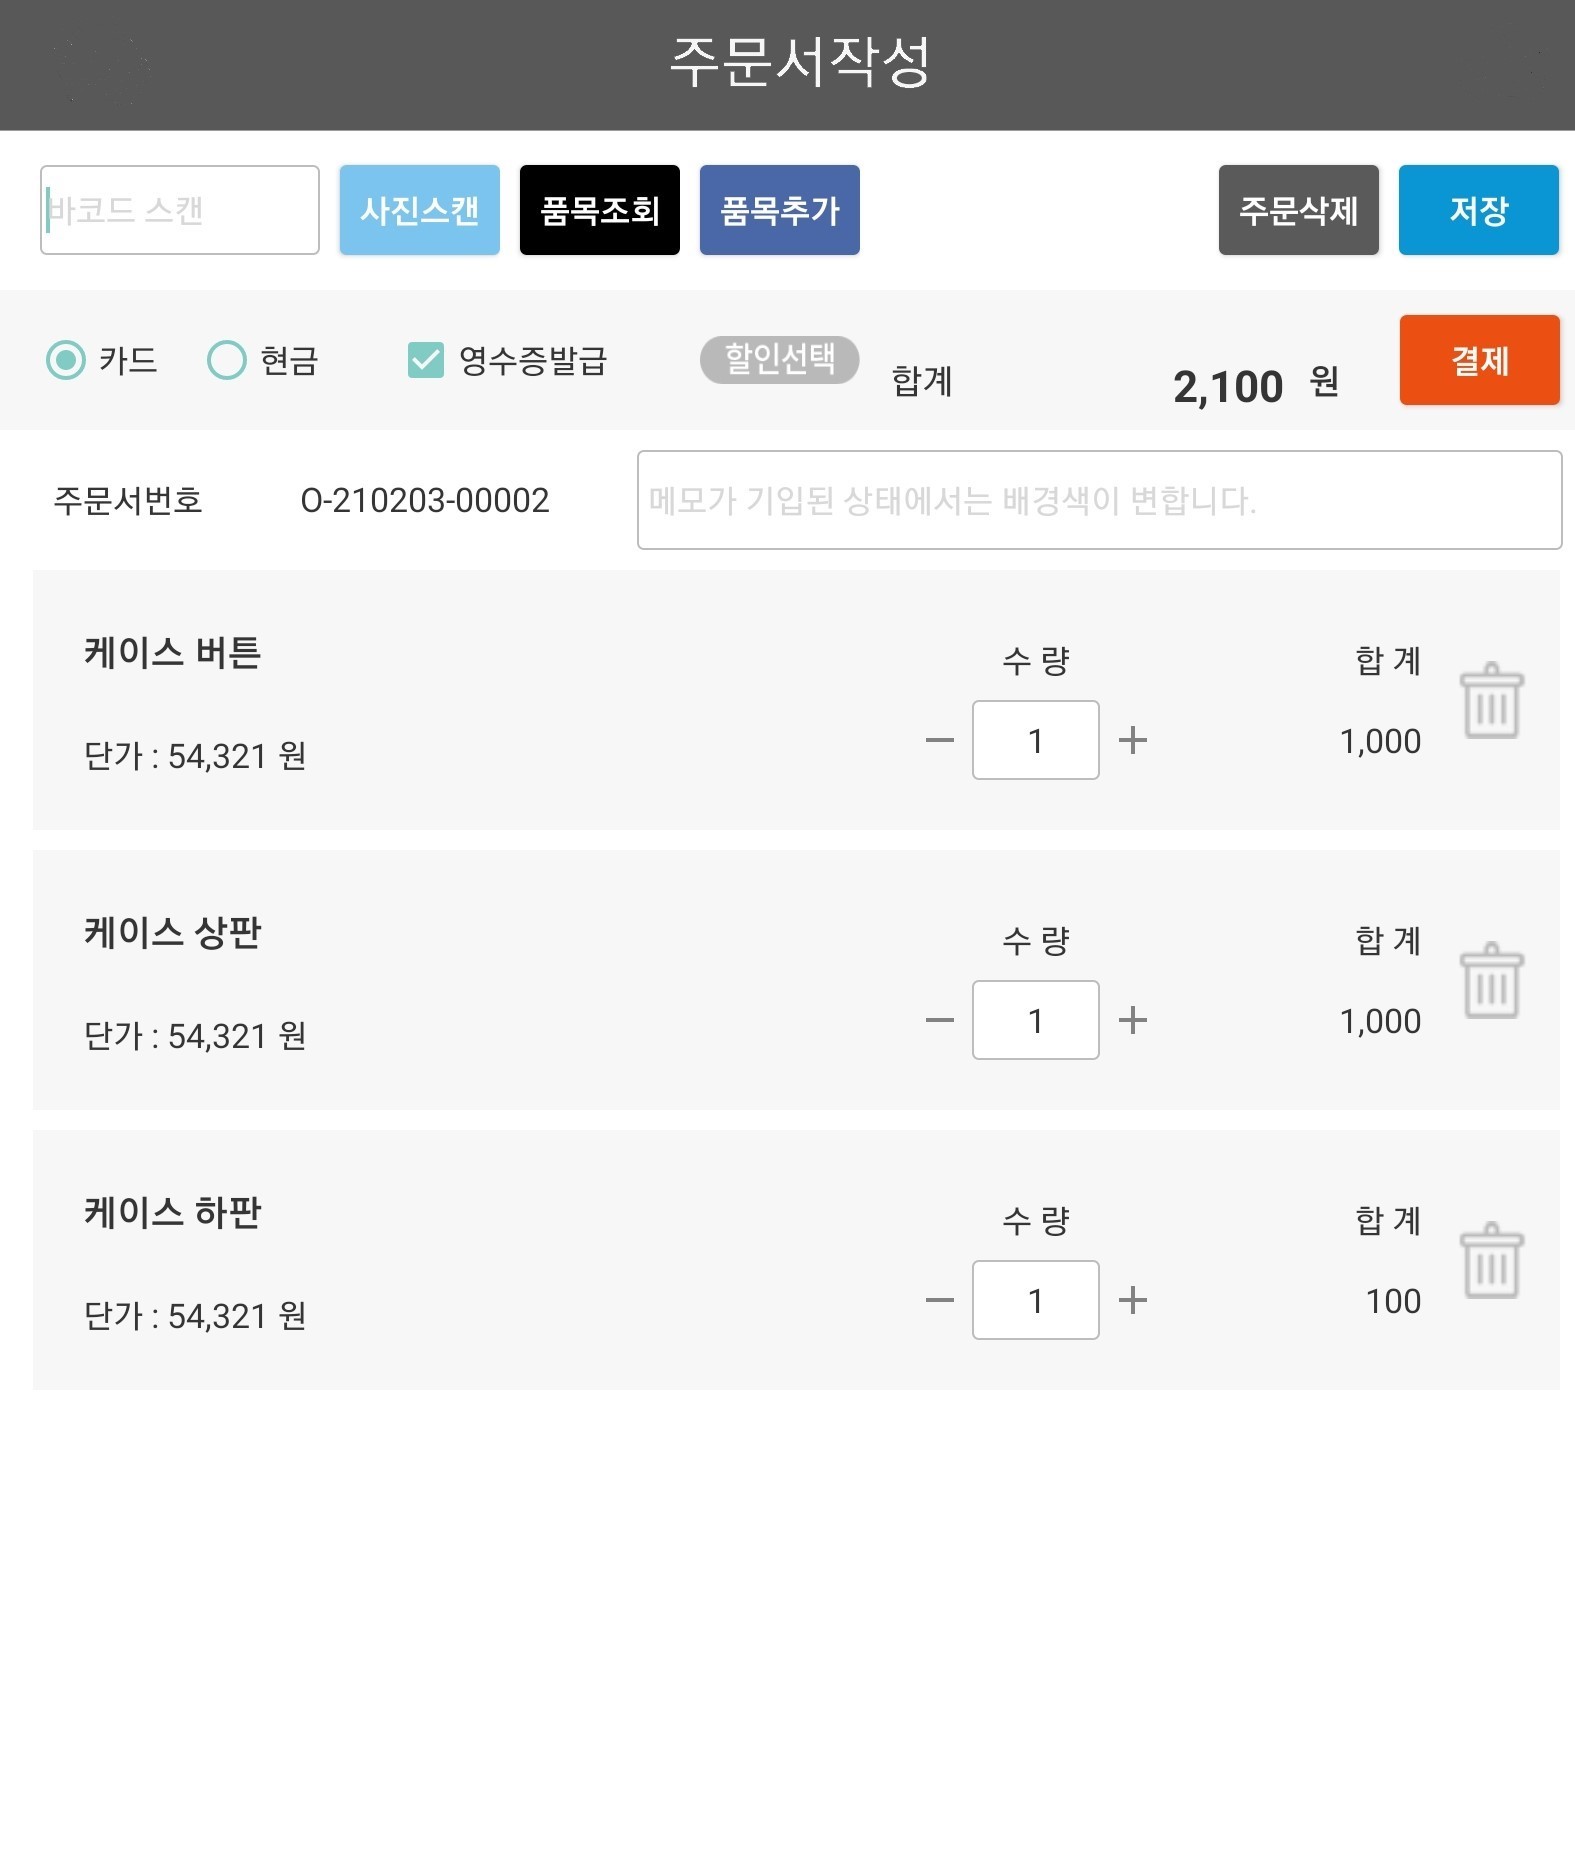 주문서작성
바코드 스캔 사진스캔 품목조회 품목추가 주문삭제 저장
카드 현금 영수증발급 할인선택 합계 2,100 원 결제
주문서번호 O-210203-00002 메모가 기입된 상태에서는 배경색이 변합니다.
케이스 버튼 수 량 합 계
단가 : 54,321 원 － 1 + 1,000
케이스 상판 수 량 합 계
단가 : 54,321 원 － 1 + 1,000
케이스 하판 수 량 합 계
단가 : 54,321 원 － 1 + 100